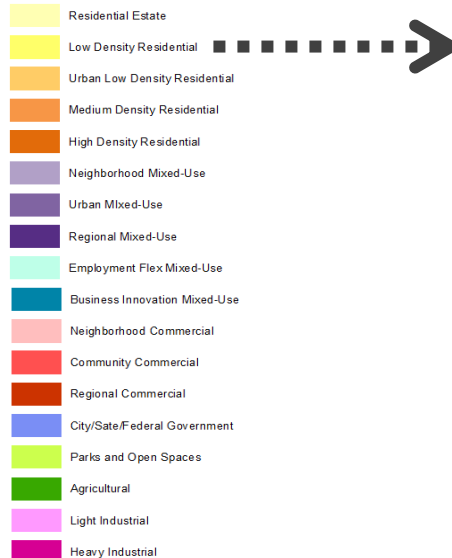 Residential Estate
Low Density Residential
Urban Low Density Residential
Medium Density Residential
High Density Residential
Neighborhood Mixed-Use
Urban MIxed-Use
Regional Mixed-Use
Employment Flex Mixed-Use
Business Innovation Mixed-Use
Neighborhood Commercial
Community Commercial
Regional Commercial
City/Sate/Federal Government
Parks and Open Spaces
Agricultural
Light Industrial
Heavy Industrial